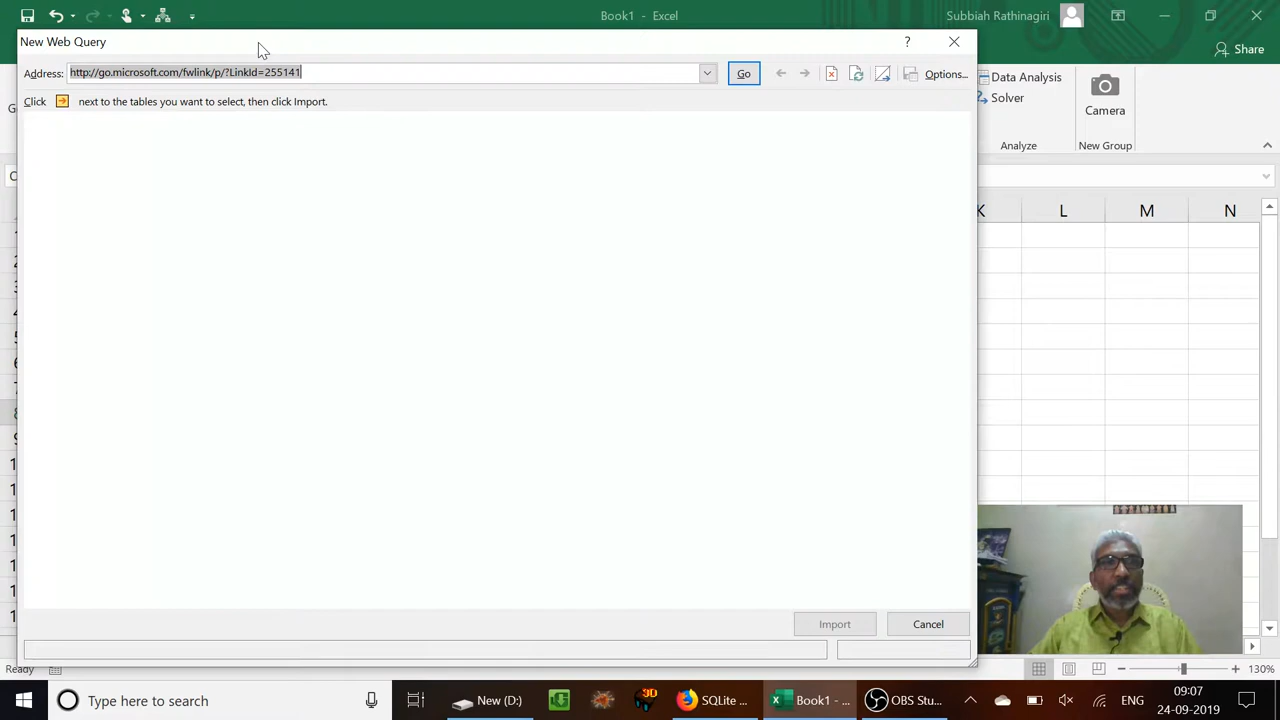 Book1 - Excel
Subbiah Rathinagiri
New Web Query
?
Share
Address: http://go.microsoft.com/fwlink/p/?LinkId=255141
Go
Options...
Click next to the tables you want to select, then click Import.
Data Analysis
Solver
Camera
Analyze
New Group
K
L
M
N
Import
Cancel
Ready
130%
Type here to search
New (D:)
3D
SQLite ...
Book1 - ...
OBS Stu...
ENG
09:07
24-09-2019